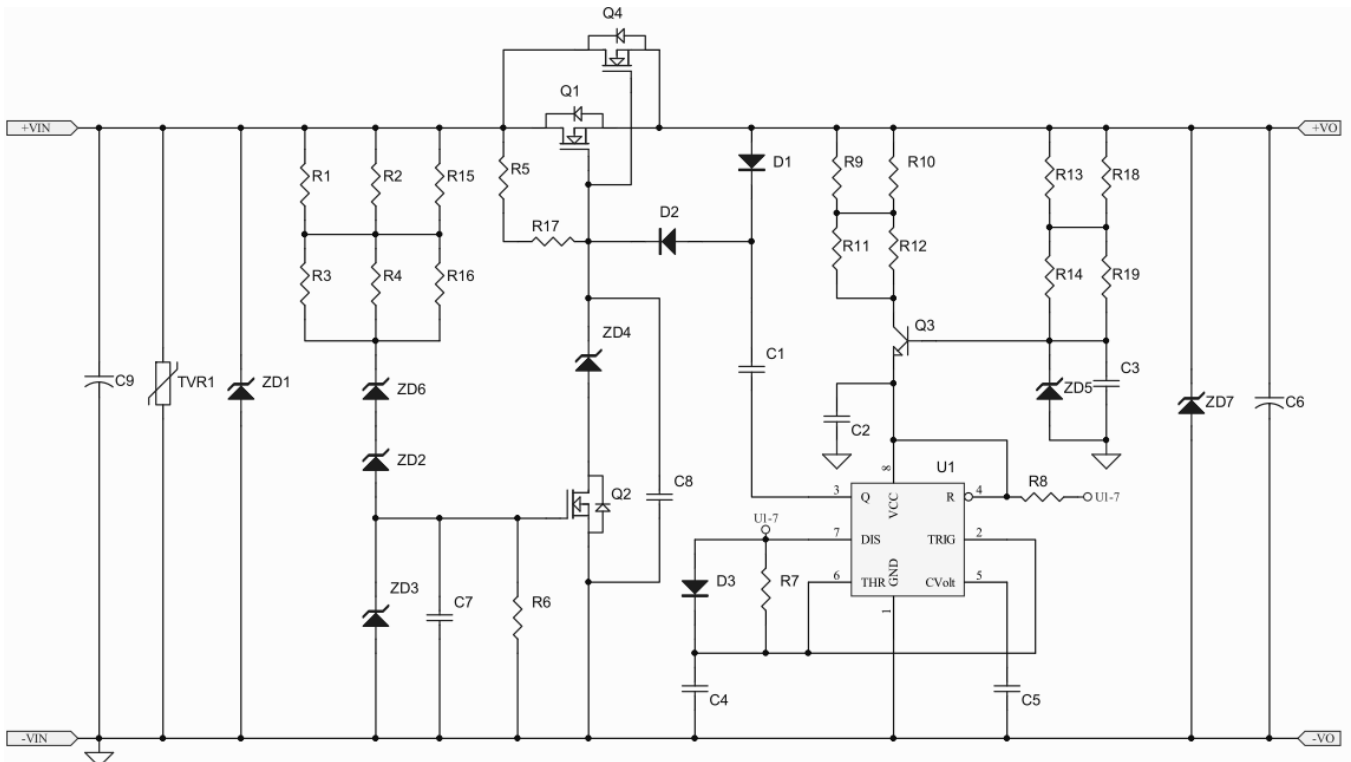 Q4
Q1
+VIN
+VO
R1
R2
R15
R5
D1
R9
R10
R13
R18
D2
R17
R11
R12
R3
R4
R16
R14
R19
Q3
ZD4
C1
C3
C9
TVR1
ZD1
ZD6
ZD5
ZD7
C6
C2
ZD2
U1
8
C8
Q2
3
Q
VCC
R
4
R8
U1-7
U1-7
7
DIS
TRIG
2
D3
R7
6
THR
GND
CVolt
5
ZD3
C7
R6
1
C4
C5
-VIN
-VO